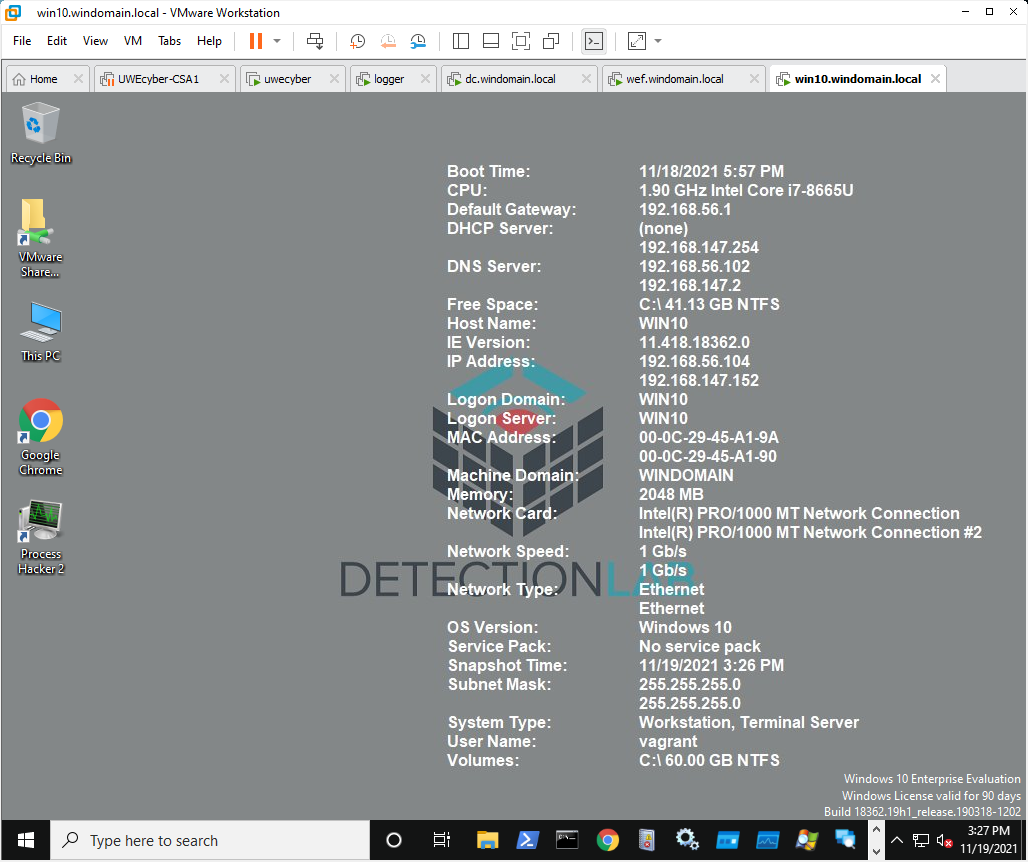 win10.windomain.local - VMware Workstation
File Edit View VM Tabs Help
Home UWEcyber-CSA1 uwecyber logger dc.windomain.local wef.windomain.local win10.windomain.local
Recycle Bin
VMware
Share...
This PC
Google
Chrome
Process
Hacker 2
Boot Time: 11/18/2021 5:57 PM
CPU: 1.90 GHz Intel Core i7-8665U
Default Gateway: 192.168.56.1
DHCP Server: (none)
192.168.147.254
DNS Server: 192.168.56.102
192.168.147.2
Free Space: C:\ 41.13 GB NTFS
Host Name: WIN10
IE Version: 11.418.18362.0
IP Address: 192.168.56.104
192.168.147.152
Logon Domain: WIN10
Logon Server: WIN10
MAC Address: 00-0C-29-45-A1-9A
00-0C-29-45-A1-90
Machine Domain: WINDOMAIN
Memory: 2048 MB
Network Card: Intel(R) PRO/1000 MT Network Connection
Intel(R) PRO/1000 MT Network Connection #2
Network Speed: 1 Gb/s
1 Gb/s
DETECTIONLAB
Network Type: Ethernet
Ethernet
OS Version: Windows 10
Service Pack: No service pack
Snapshot Time: 11/19/2021 3:26 PM
Subnet Mask: 255.255.255.0
255.255.255.0
System Type: Workstation, Terminal Server
User Name: vagrant
Volumes: C:\ 60.00 GB NTFS
Windows 10 Enterprise Evaluation
Windows License valid for 90 days
Build 18362.19h1_release.190318-1202
Type here to search
3:27 PM
11/19/2021